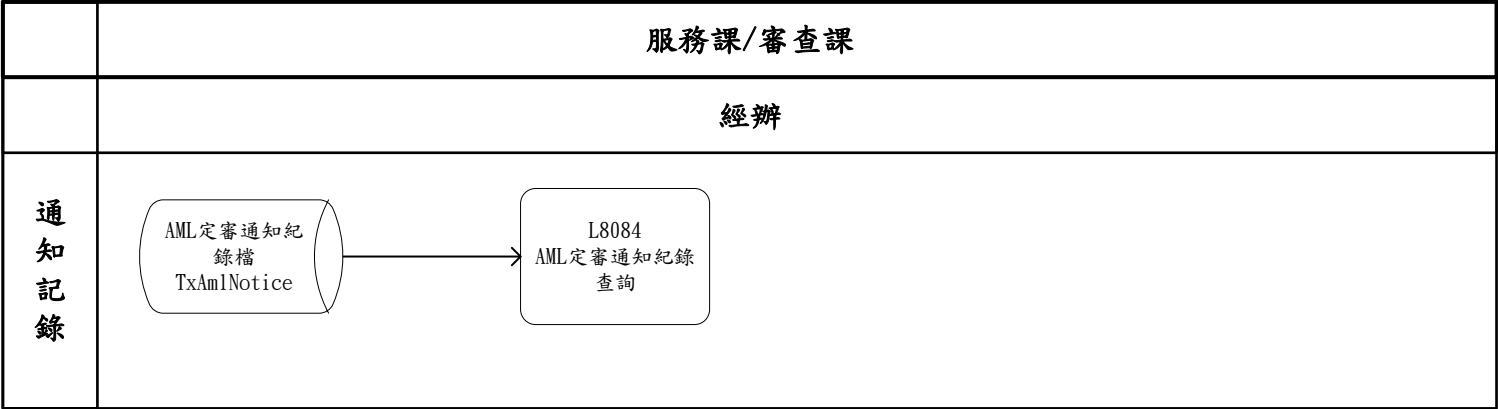 服務課/審查課
經辦
通知記錄
AML定審通知紀
錄檔
TxAmlNotice
L8084
AML定審通知紀錄
查詢